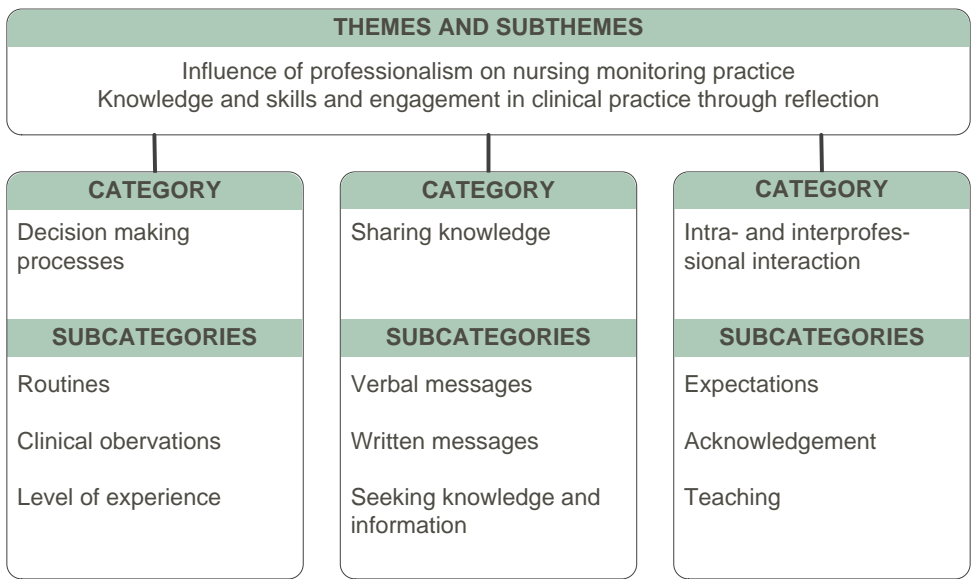 THEMES AND SUBTHEMES
Influence of professionalism on nursing monitoring practice
Knowledge and skills and engagement in clinical practice through reflection
CATEGORY
Decision making
processes
SUBCATEGORIES
Routines
Clinical obervations
Level of experience
CATEGORY
Sharing knowledge
SUBCATEGORIES
Verbal messages
Written messages
Seeking knowledge and
information
CATEGORY
Intra- and interprofes-
sional interaction
SUBCATEGORIES
Expectations
Acknowledgement
Teaching